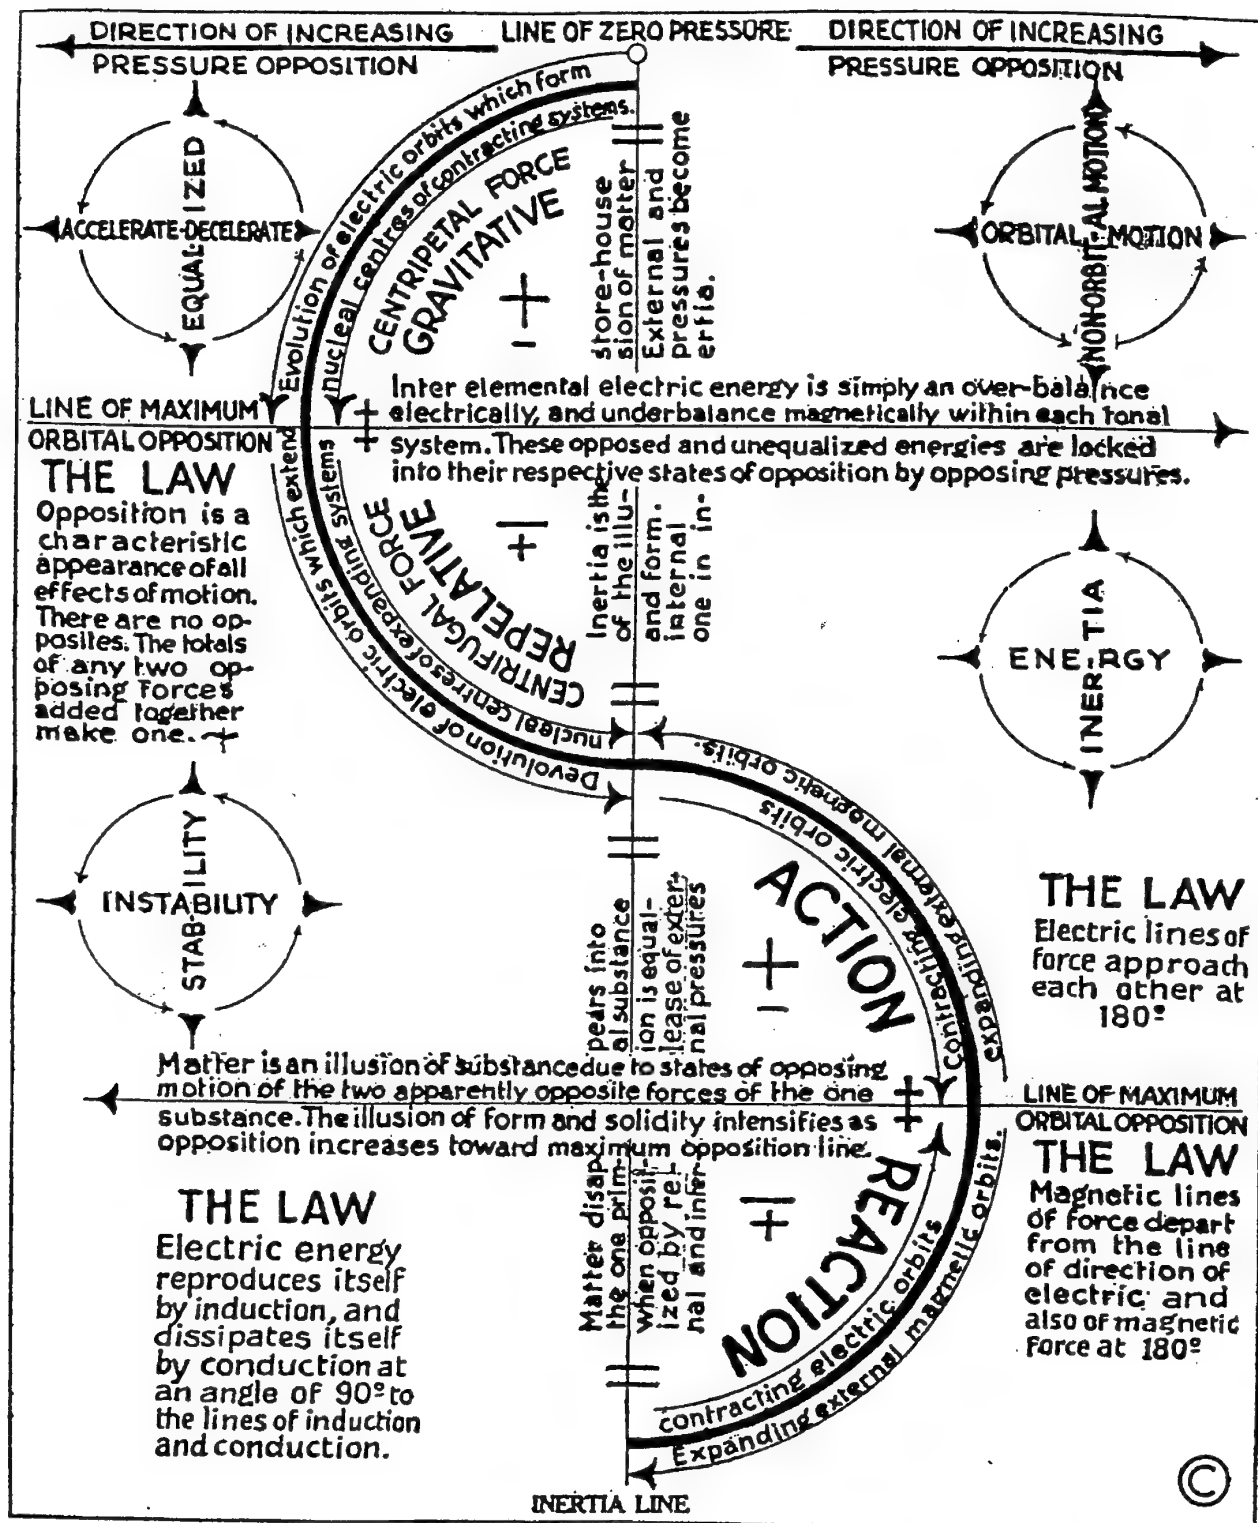 DIRECTION OF INCREASING
PRESSURE OPPOSITION
LINE OF ZERO PRESSURE
DIRECTION OF INCREASING
PRESSURE OPPOSITION
EQUALIZED
ACCELERATE-DECELERATE
NON-ORBITAL MOTION
ORBITAL MOTION
Evolution of electric orbits which form
nucleal centres of contracting systems.
CENTRIPETAL FORCE
GRAVITATIVE
+
-
store-house
sion of matter
External and
pressures become
ertia.
Inter elemental electric energy is simply an over-balance
electrically, and underbalance magnetically within each tonal
system. These opposed and unequalized energies are locked
into their respective states of opposition by opposing pressures.
LINE OF MAXIMUM
ORBITAL OPPOSITION
+
+
THE LAW
Opposition is a
characteristic
appearance of all
effects of motion.
There are no op-
posites. The totals
of any two op-
posing forces
added together
make one.
Devolution of electric orbits which extend
nucleal centres of expanding systems
CENTRIFUGAL FORCE
REPELATIVE
-
+
Inertia is the
of the illu-
and form.
internal
one in in-
ENERGY
INERTIA
STABILITY
INSTABILITY
expanding external magnetic orbits.
Contracting electric orbits
ACTION
+
-
pears into
al substance
ion is equal-
lease of exter-
nal pressures
THE LAW
Electric lines of
force approach
each other at
180º
Matter is an illusion of substance due to states of opposing
motion of the two apparently opposite forces of the one
substance. The illusion of form and solidity intensifies as
opposition increases toward maximum opposition line.
+
+
LINE OF MAXIMUM
ORBITAL OPPOSITION
THE LAW
Magnetic lines
of force depart
from the line
of direction of
electric and
also of magnetic
force at 180º
Matter disap
the one prim-
when opposit-
ized by re-
nal and inter
-
+
REACTION
contracting electric orbits
Expanding external magnetic orbits.
THE LAW
Electric energy
reproduces itself
by induction, and
dissipates itself
by conduction at
an angle of 90º to
the lines of induction
and conduction.
INERTIA LINE
©